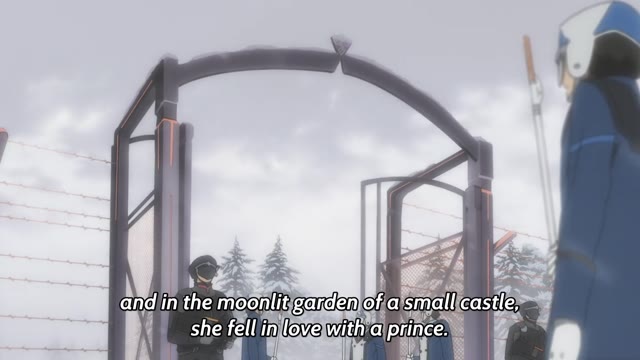 and in the moonlit garden of a small castle,
she fell in love with a prince.